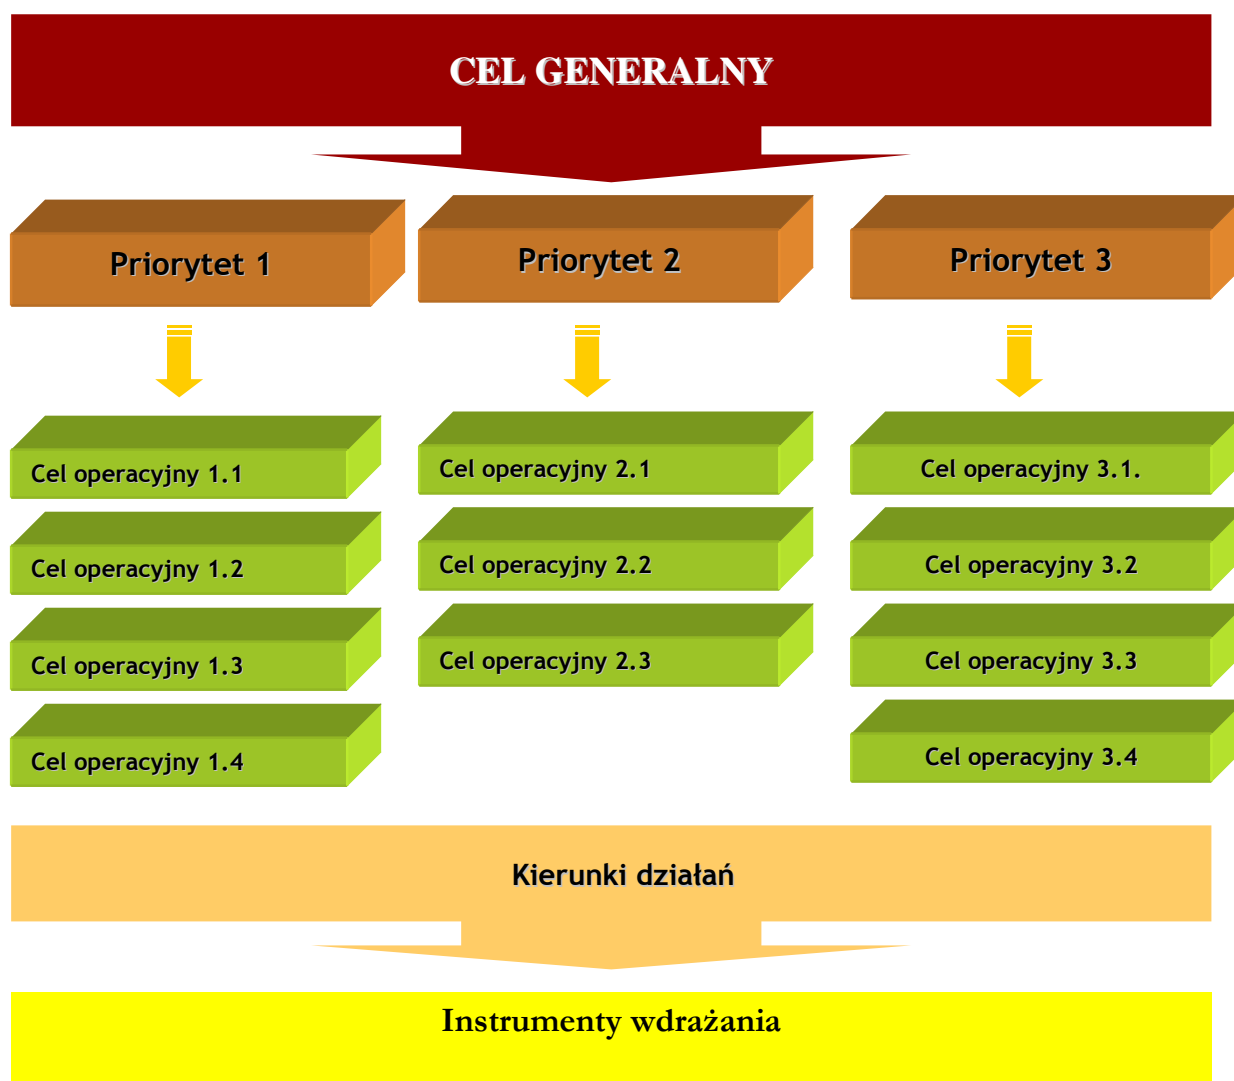 CEL GENERALNY
Priorytet 1
Priorytet 2
Priorytet 3
Cel operacyjny 1.1
Cel operacyjny 2.1
Cel operacyjny 3.1.
Cel operacyjny 1.2
Cel operacyjny 2.2
Cel operacyjny 3.2
Cel operacyjny 1.3
Cel operacyjny 2.3
Cel operacyjny 3.3
Cel operacyjny 1.4
Cel operacyjny 3.4
Kierunki działań
Instrumenty wdrażania